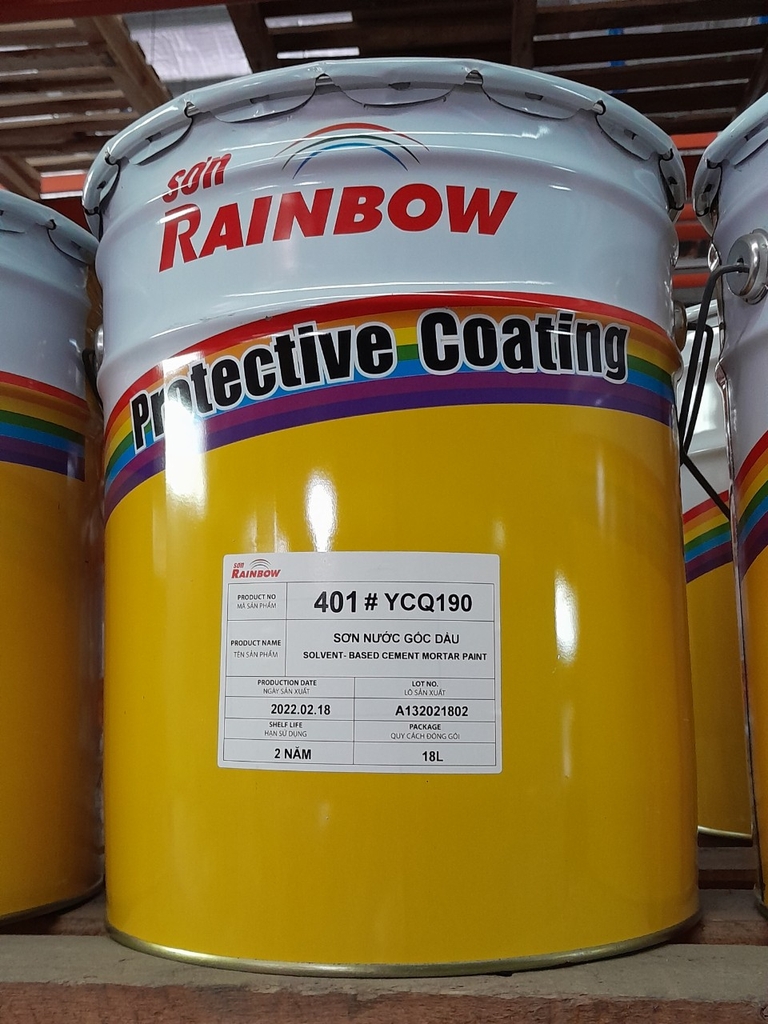 sơn
RAINBOW
Protective Coating
sơn
RAINBOW
PRODUCT NO
MÃ SẢN PHẨM
401 # YCQ190
PRODUCT NAME
TÊN SẢN PHẨM
SƠN NƯỚC GỐC DẦU
SOLVENT- BASED CEMENT MORTAR PAINT
PRODUCTION DATE
NGÀY SẢN XUẤT
LOT NO.
LÔ SẢN XUẤT
2022.02.18
A132021802
SHELF LIFE
HẠN SỬ DỤNG
PACKAGE
QUY CÁCH ĐÓNG GÓI
2 NĂM
18L